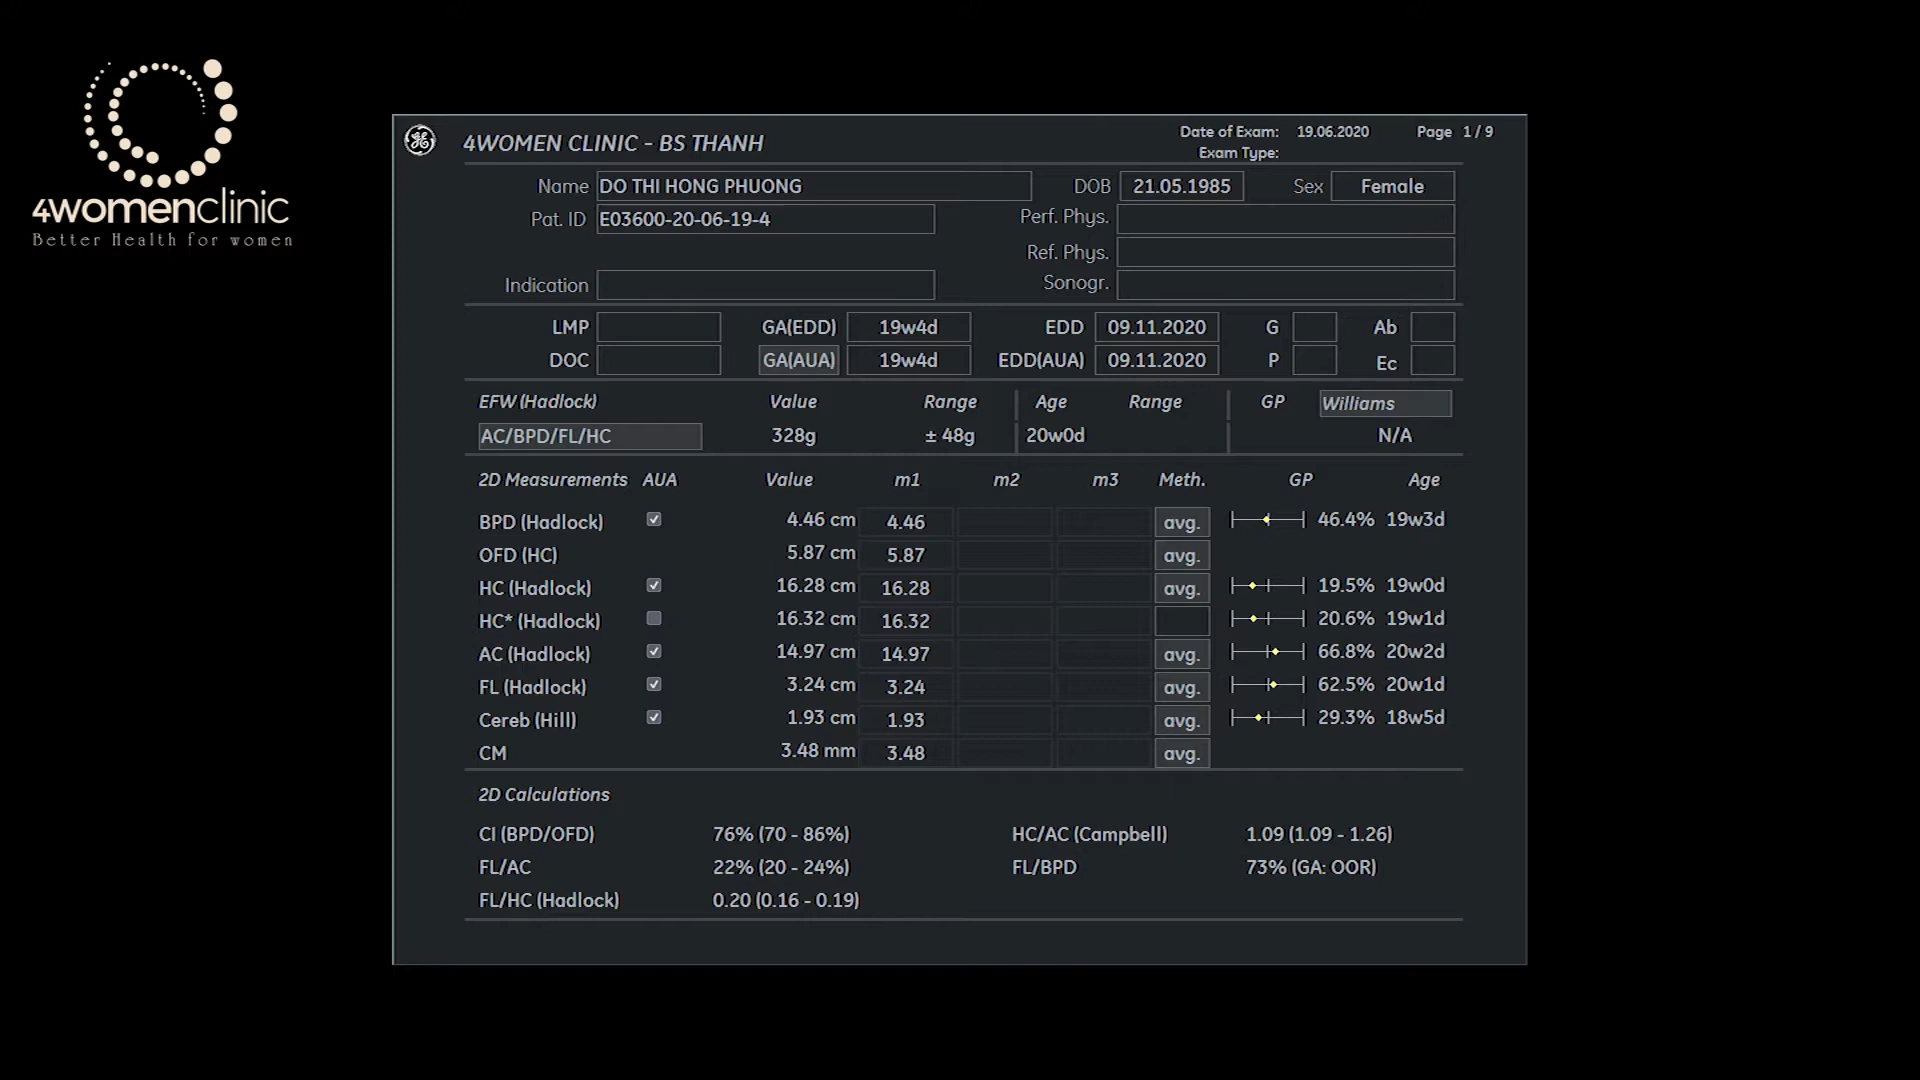 4womenclinic
Better Health for women
4WOMEN CLINIC - BS THANH
Date of Exam: 19.06.2020 Page 1 / 9
Exam Type:
Name DO THI HONG PHUONG DOB 21.05.1985 Sex Female
Pat. ID E03600-20-06-19-4 Perf. Phys.
Ref. Phys.
Indication Sonogr.
LMP GA(EDD) 19w4d EDD 09.11.2020 G Ab
DOC GA(AUA) 19w4d EDD(AUA) 09.11.2020 P Ec
EFW (Hadlock) Value Range Age Range GP Williams
AC/BPD/FL/HC 328g ± 48g 20w0d N/A
2D Measurements AUA Value m1 m2 m3 Meth. GP Age
BPD (Hadlock) 4.46 cm 4.46 avg. 46.4% 19w3d
OFD (HC) 5.87 cm 5.87 avg.
HC (Hadlock) 16.28 cm 16.28 avg. 19.5% 19w0d
HC* (Hadlock) 16.32 cm 16.32 20.6% 19w1d
AC (Hadlock) 14.97 cm 14.97 avg. 66.8% 20w2d
FL (Hadlock) 3.24 cm 3.24 avg. 62.5% 20w1d
Cereb (Hill) 1.93 cm 1.93 avg. 29.3% 18w5d
CM 3.48 mm 3.48 avg.
2D Calculations
CI (BPD/OFD) 76% (70 - 86%) HC/AC (Campbell) 1.09 (1.09 - 1.26)
FL/AC 22% (20 - 24%) FL/BPD 73% (GA: OOR)
FL/HC (Hadlock) 0.20 (0.16 - 0.19)